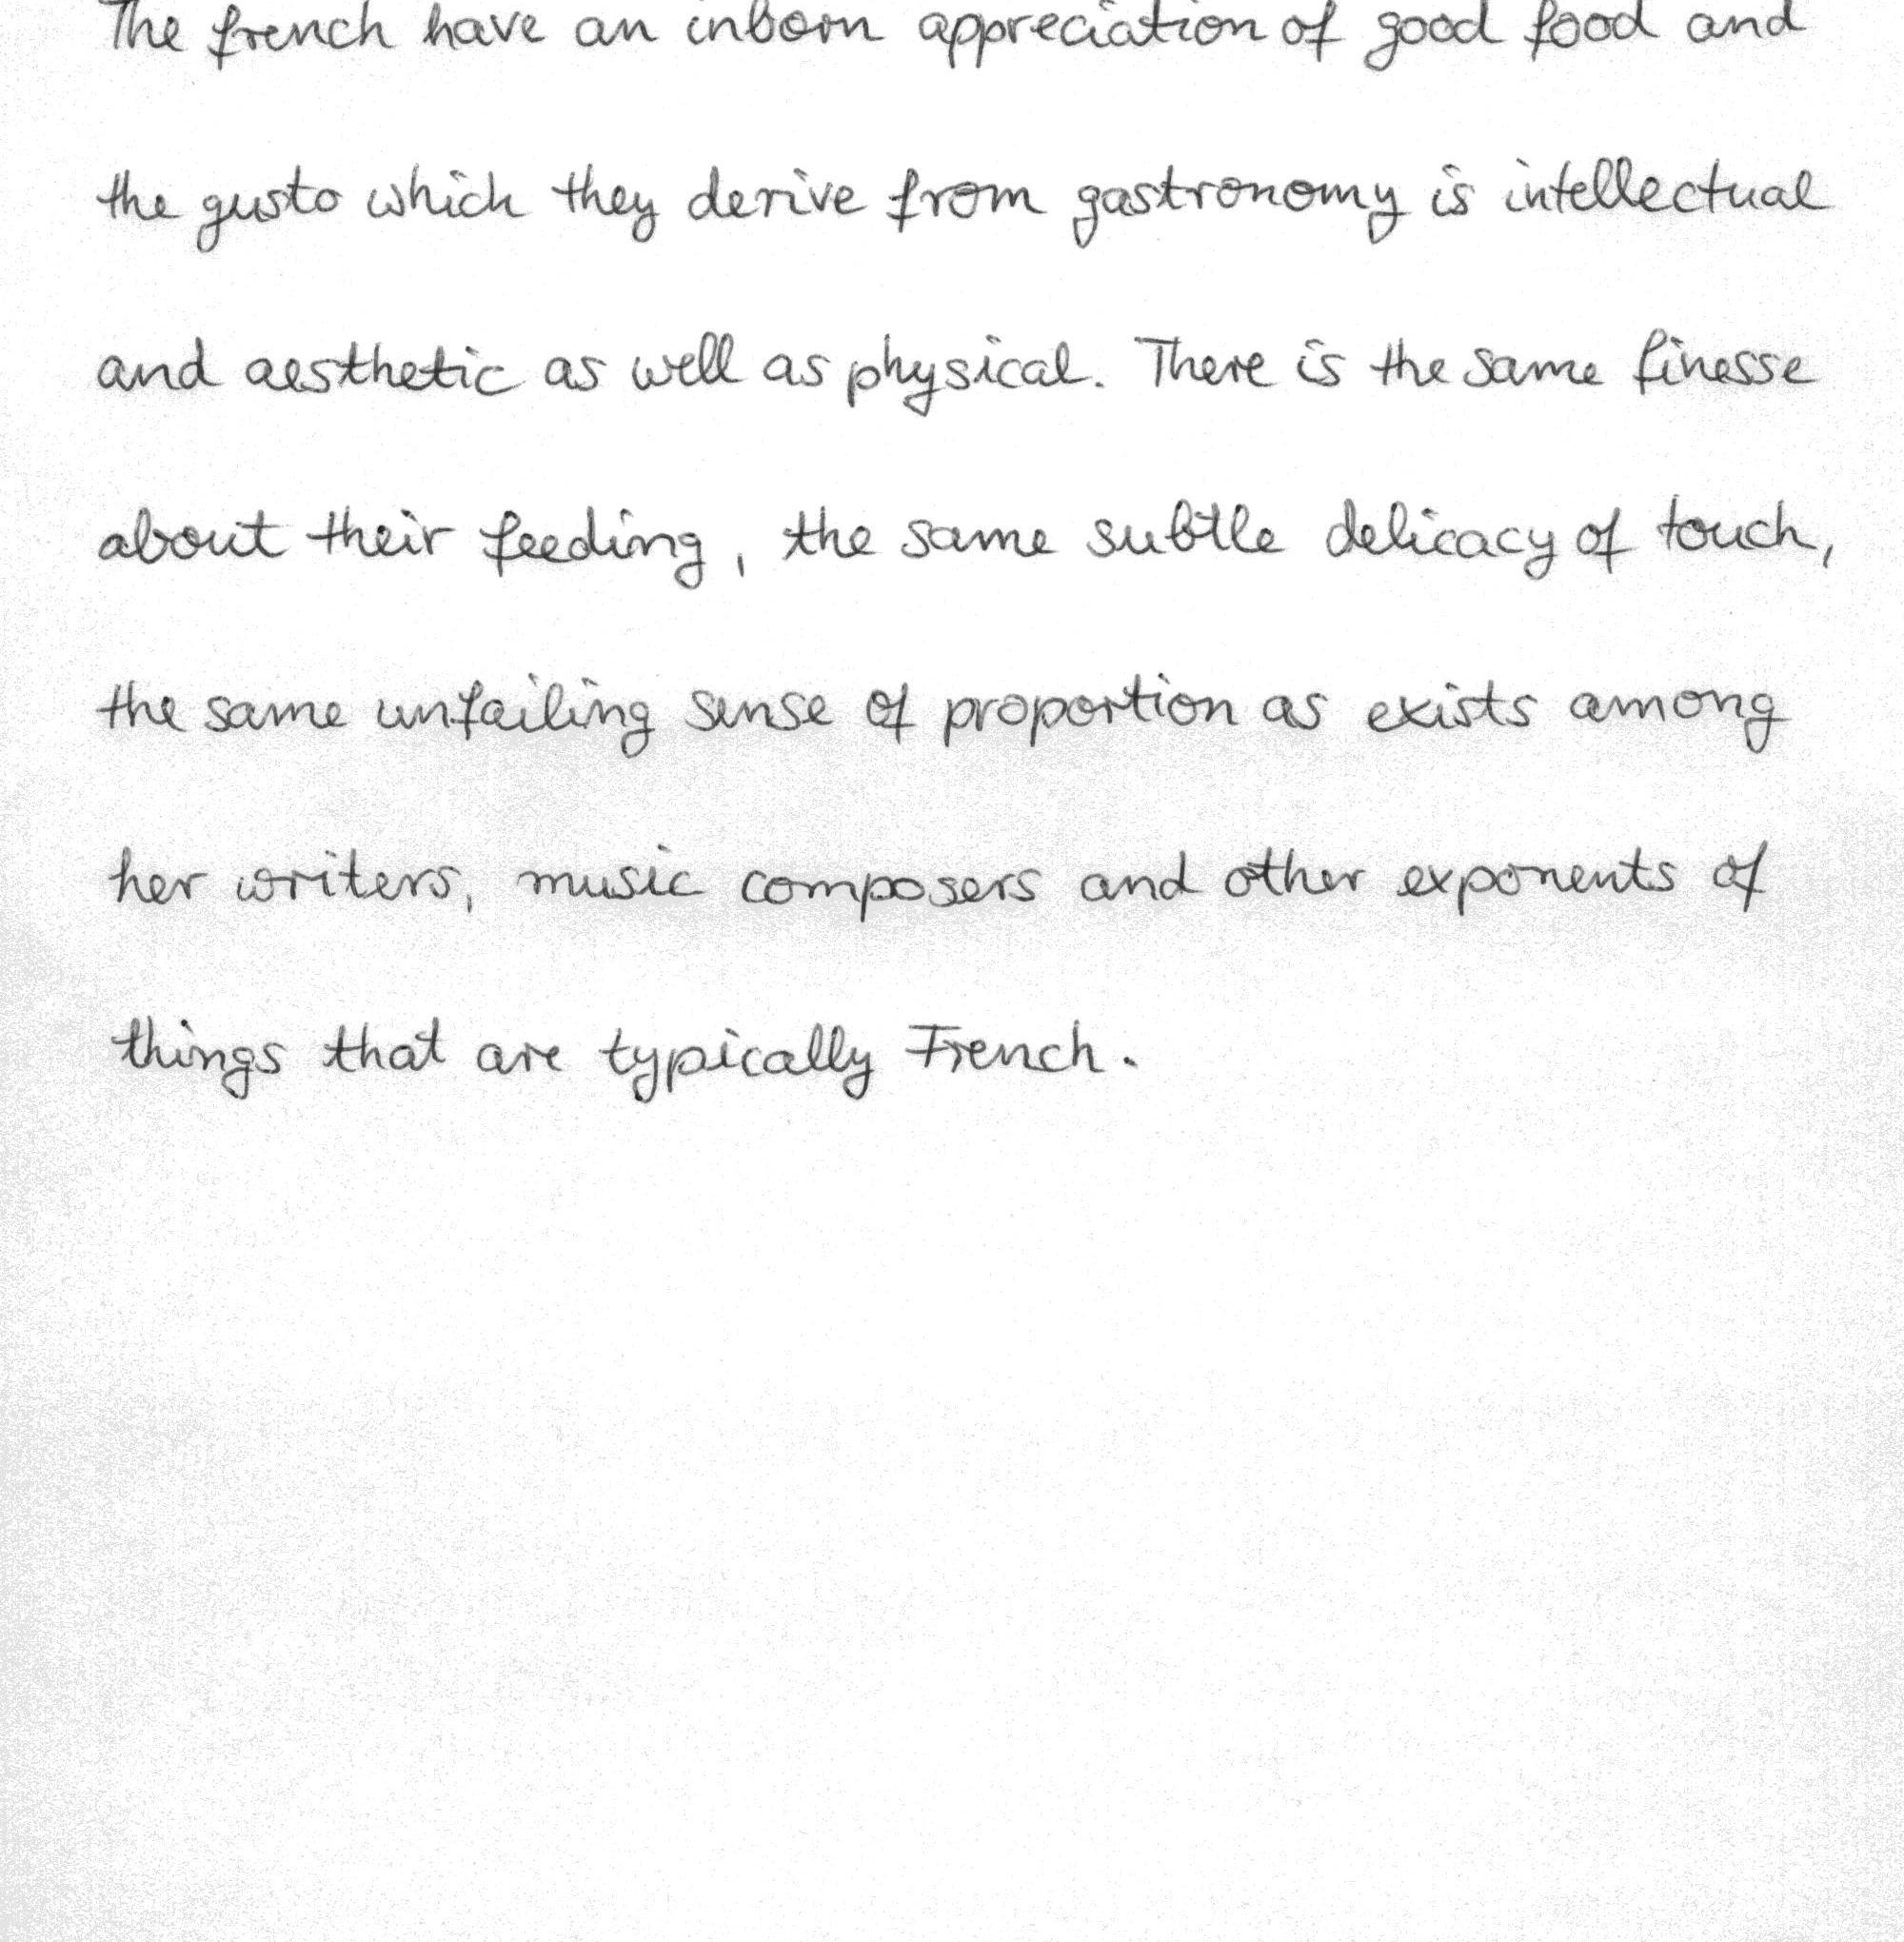 The french have an inborn appreciation of good food and
the gusto which they derive from gastronomy is intellectual
and aesthetic as well as physical. There is the same finesse
about their feeding, the same subtle delicacy of touch,
the same unfailing sense of proportion as exists among
her writers, music composers and other exponents of
things that are typically French.